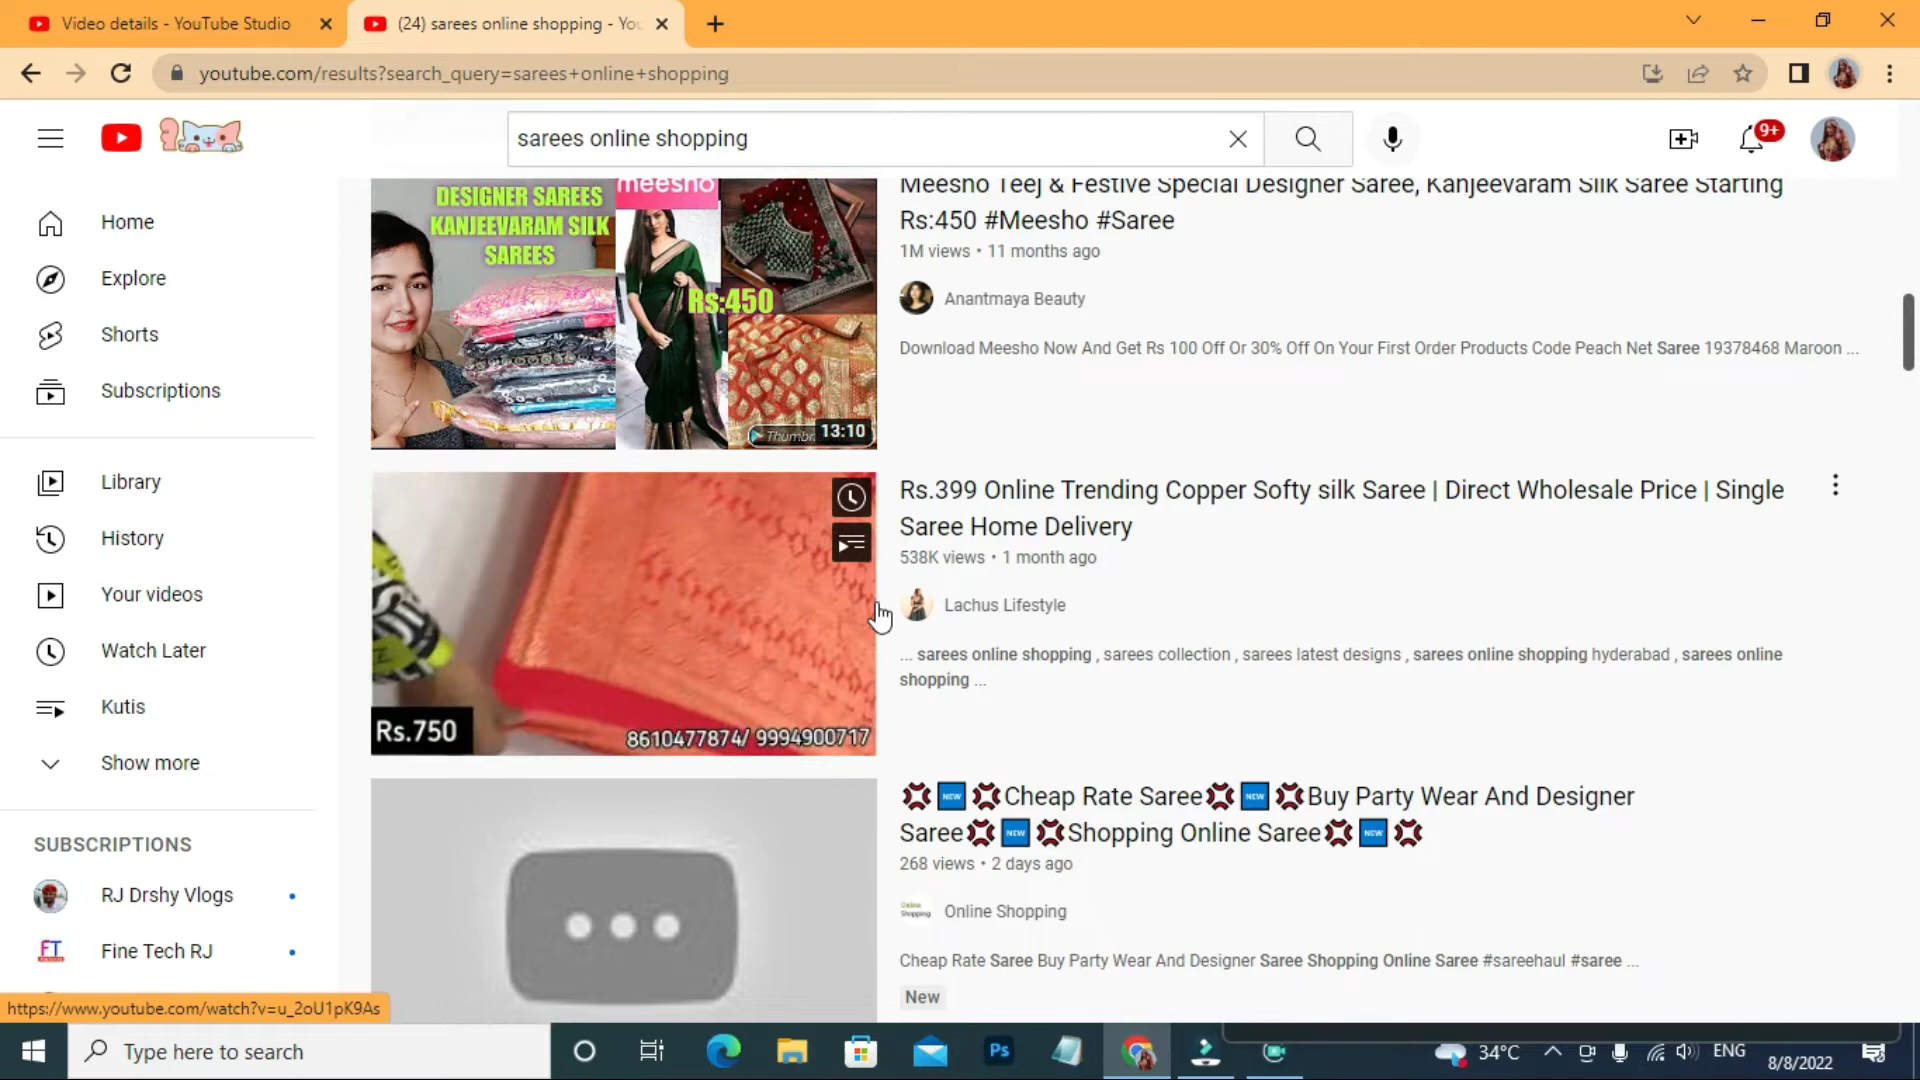 Video details - YouTube Studio
(24) sarees online shopping - You
youtube.com/results?search_query=sarees+online+shopping
sarees online shopping
9+
Home
Explore
Shorts
Subscriptions
Library
History
Your videos
Watch Later
Kutis
Show more
SUBSCRIPTIONS
RJ Drshy Vlogs
FT
Fine Tech RJ
https://www.youtube.com/watch?v=u_2oU1pK9As
DESIGNER SAREES
KANJEEVARAM SILK
SAREES
meesho
Rs:450
13:10
Meesho Teej & Festive Special Designer Saree, Kanjeevaram Silk Saree Starting
Rs:450 #Meesho #Saree
1M views • 11 months ago
Anantmaya Beauty
Download Meesho Now And Get Rs 100 Off Or 30% Off On Your First Order Products Code Peach Net Saree 19378468 Maroon ...
Rs.750
8610477874/ 9994900717
Rs.399 Online Trending Copper Softy silk Saree | Direct Wholesale Price | Single
Saree Home Delivery
538K views • 1 month ago
Lachus Lifestyle
... sarees online shopping , sarees collection , sarees latest designs , sarees online shopping hyderabad , sarees online
shopping ...
💢🆕💢Cheap Rate Saree💢🆕💢Buy Party Wear And Designer
Saree💢🆕💢Shopping Online Saree💢🆕💢
268 views • 2 days ago
Online Shopping
Online Shopping
Cheap Rate Saree Buy Party Wear And Designer Saree Shopping Online Saree #sareehaul #saree ...
New
Type here to search
Ps
34°C
ENG
8/8/2022